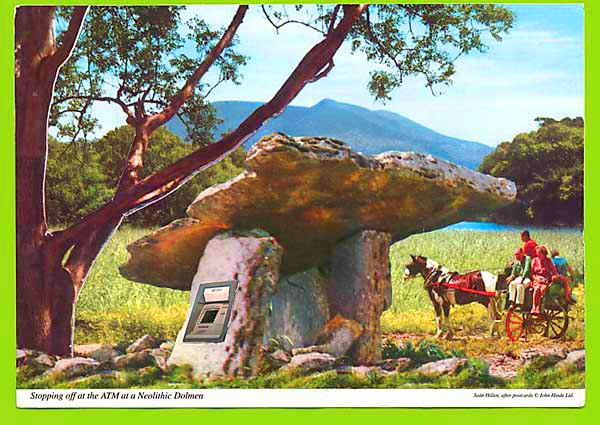 Stopping off at the ATM at a Neolithic Dolmen
Seán Hillen, after postcards © John Hinde Ltd.